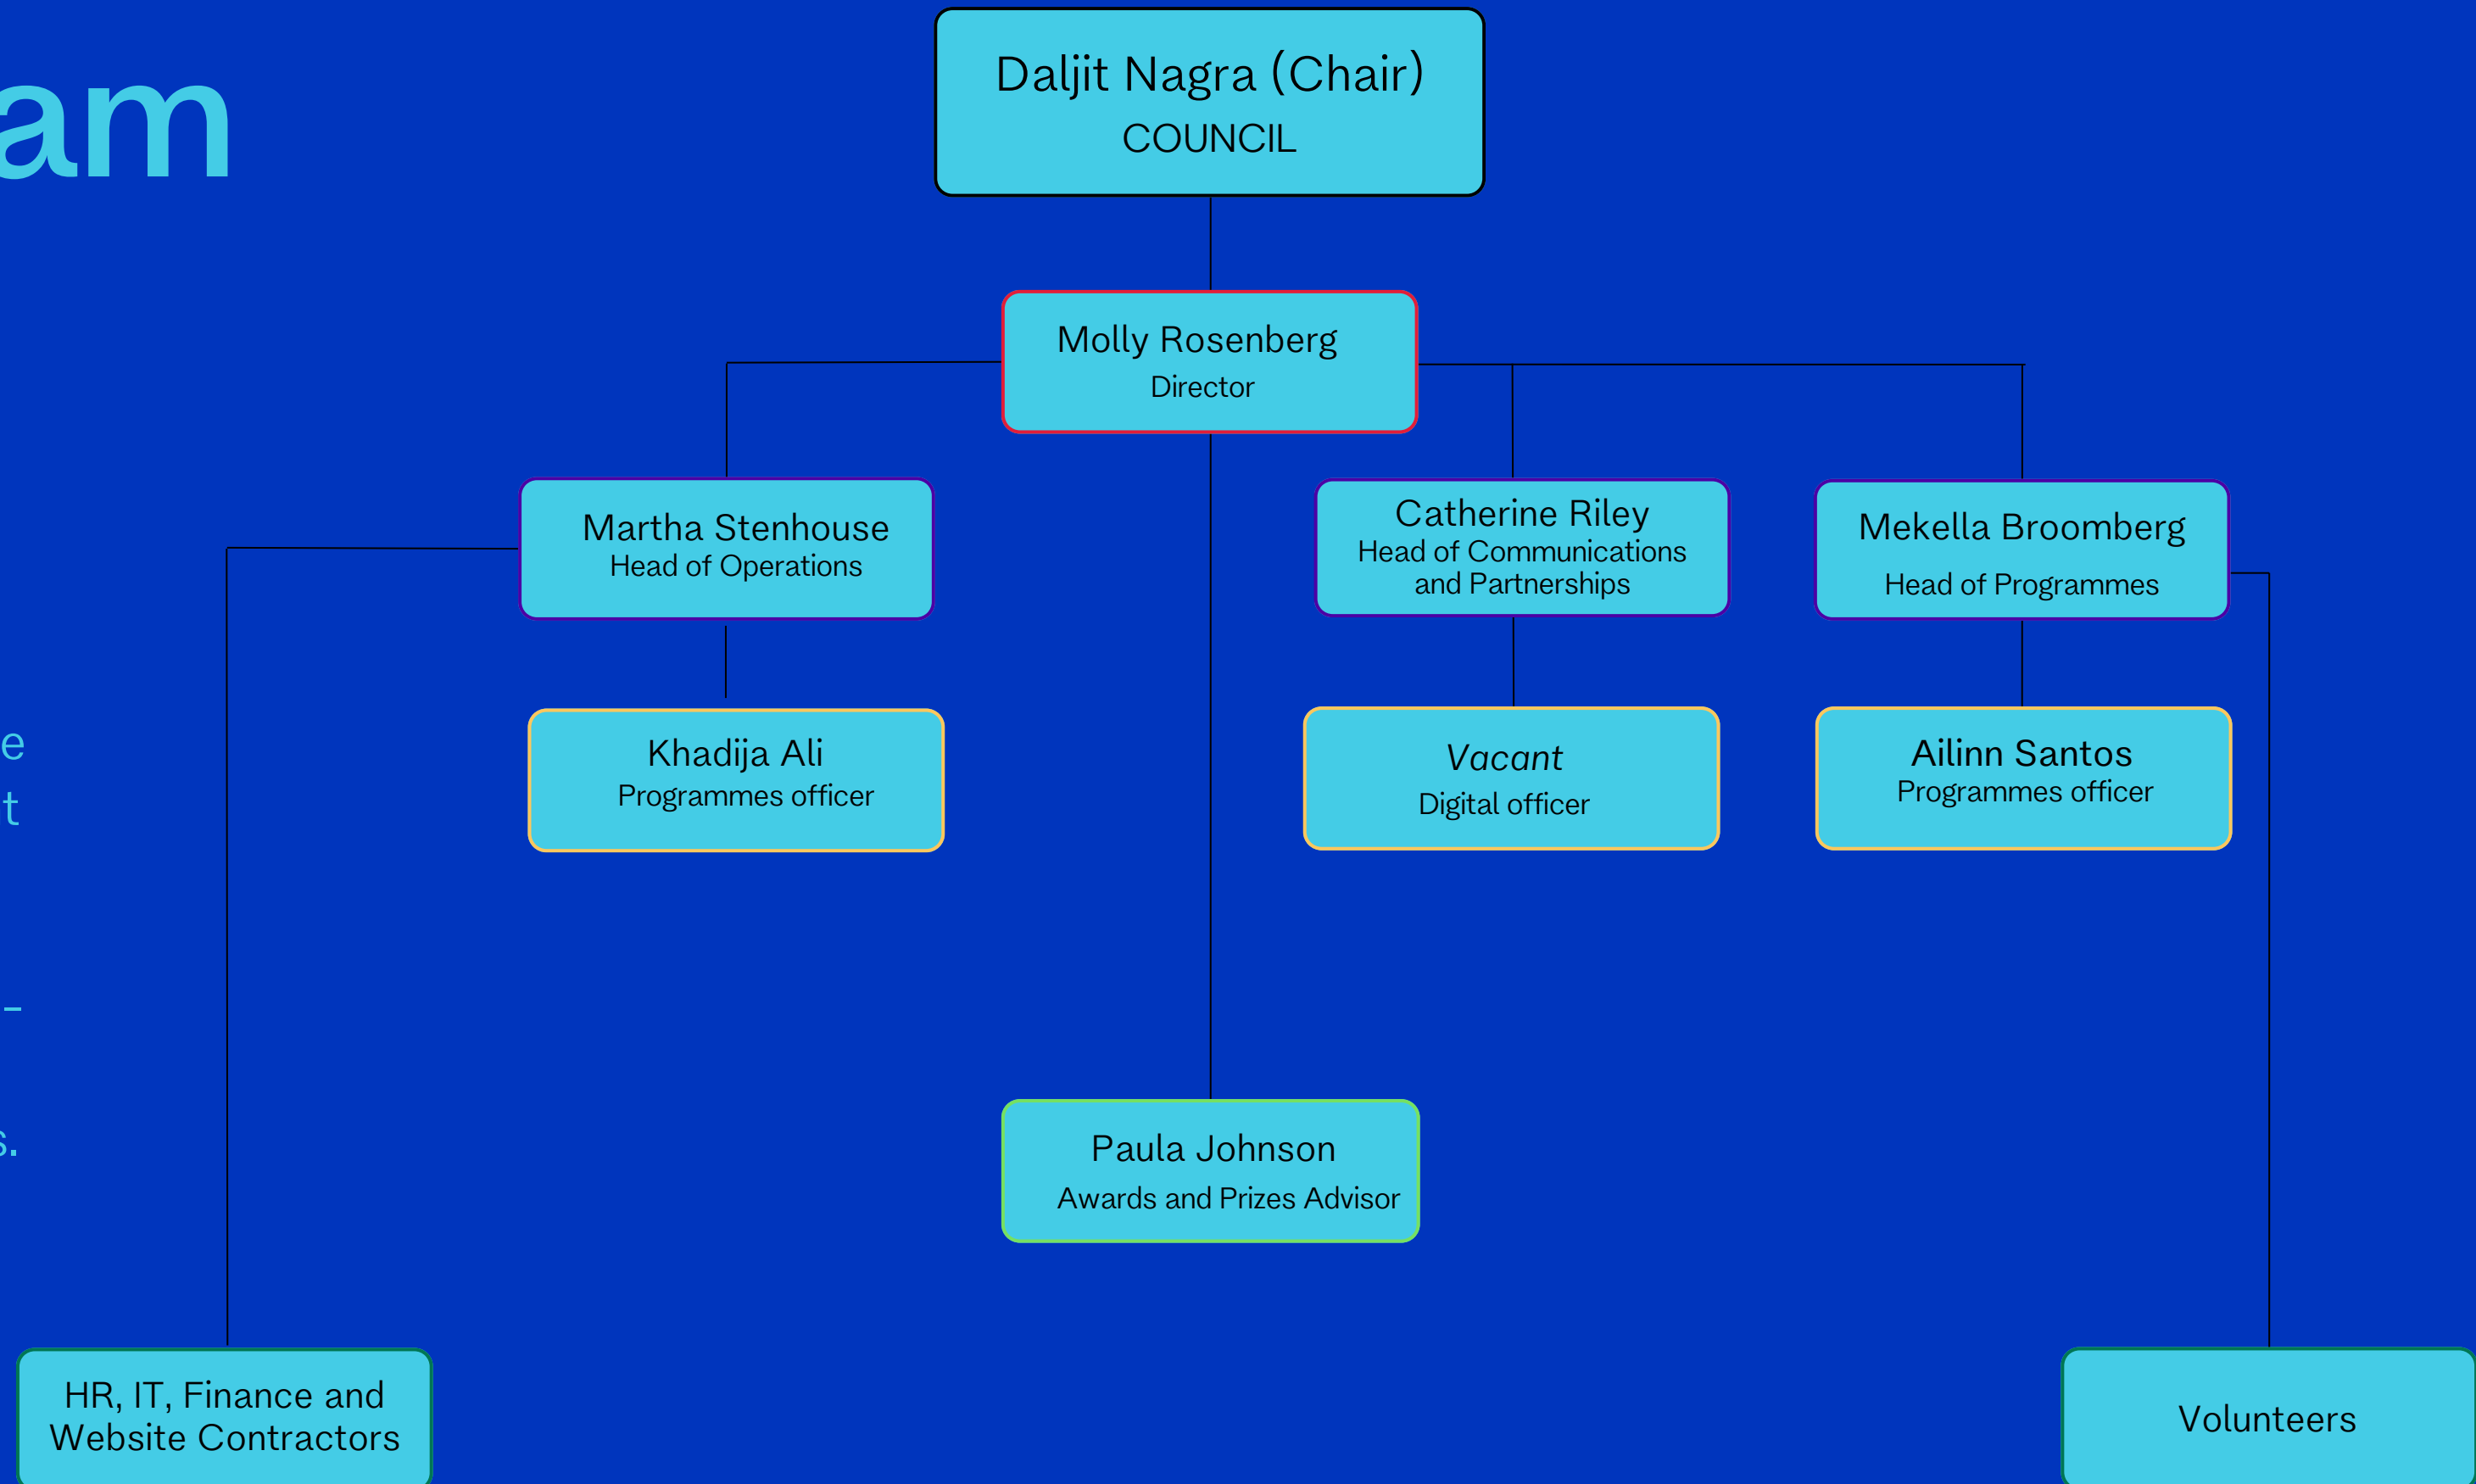 am
Daljit Nagra (Chair)
COUNCIL
Molly Rosenberg
Director
Martha Stenhouse
Head of Operations
Catherine Riley
Head of Communications
and Partnerships
Mekella Broomberg
Head of Programmes
Khadija Ali
Programmes officer
Vacant
Digital officer
Ailinn Santos
Programmes officer
e
t
-
s.
Paula Johnson
Awards and Prizes Advisor
HR, IT, Finance and
Website Contractors
Volunteers